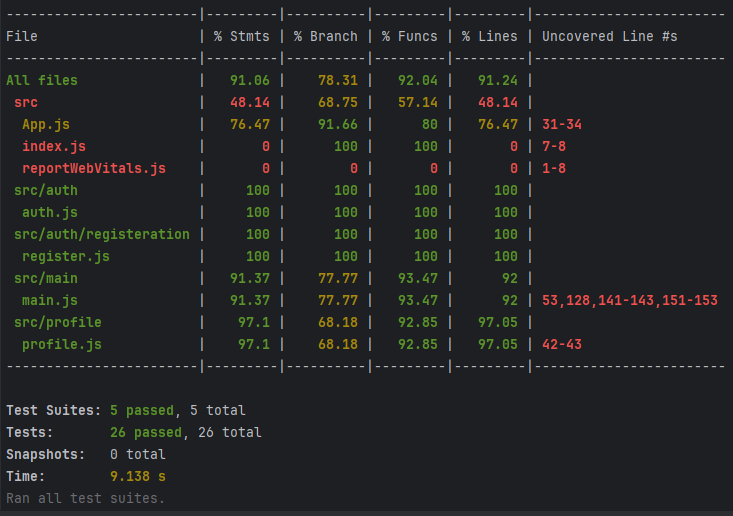 -------------------------|---------|----------|---------|---------|-------------------------
File                     | % Stmts | % Branch | % Funcs | % Lines | Uncovered Line #s
-------------------------|---------|----------|---------|---------|-------------------------
All files                |   91.06 |    78.31 |   92.04 |   91.24 |
 src                     |   48.14 |    68.75 |   57.14 |   48.14 |
  App.js                 |   76.47 |    91.66 |      80 |   76.47 | 31-34
  index.js               |       0 |      100 |     100 |       0 | 7-8
  reportWebVitals.js     |       0 |        0 |       0 |       0 | 1-8
 src/auth                |     100 |      100 |     100 |     100 |
  auth.js                |     100 |      100 |     100 |     100 |
 src/auth/registeration  |     100 |      100 |     100 |     100 |
  register.js            |     100 |      100 |     100 |     100 |
 src/main                |   91.37 |    77.77 |   93.47 |      92 |
  main.js                |   91.37 |    77.77 |   93.47 |      92 | 53,128,141-143,151-153
 src/profile             |    97.1 |    68.18 |   92.85 |   97.05 |
  profile.js             |    97.1 |    68.18 |   92.85 |   97.05 | 42-43
-------------------------|---------|----------|---------|---------|-------------------------
Test Suites: 5 passed, 5 total
Tests:       26 passed, 26 total
Snapshots:   0 total
Time:        9.138 s
Ran all test suites.